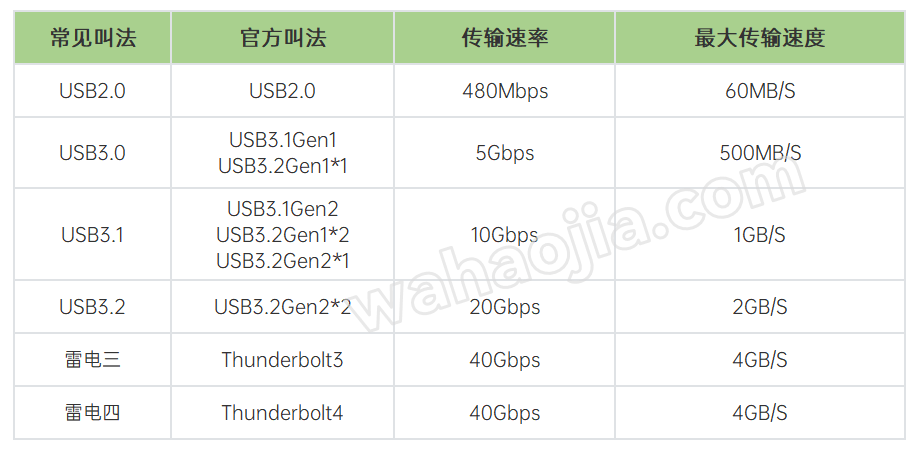 常见叫法 官方叫法 传输速率 最大传输速度
USB2.0 USB2.0 480Mbps 60MB/S
USB3.0 USB3.1Gen1 5Gbps 500MB/S
USB3.2Gen1*1
USB3.1 USB3.1Gen2 10Gbps 1GB/S
USB3.2Gen1*2
USB3.2Gen2*1
USB3.2 USB3.2Gen2*2 20Gbps 2GB/S
雷电三 Thunderbolt3 40Gbps 4GB/S
雷电四 Thunderbolt4 40Gbps 4GB/S
wahaojia.com